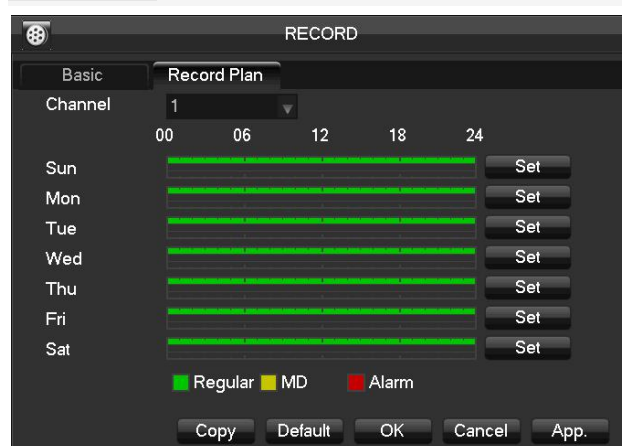 RECORD
Basic Record Plan
Channel 1
00 06 12 18 24
Sun Set
Mon Set
Tue Set
Wed Set
Thu Set
Fri Set
Sat Set
Regular MD Alarm
Copy Default OK Cancel App.